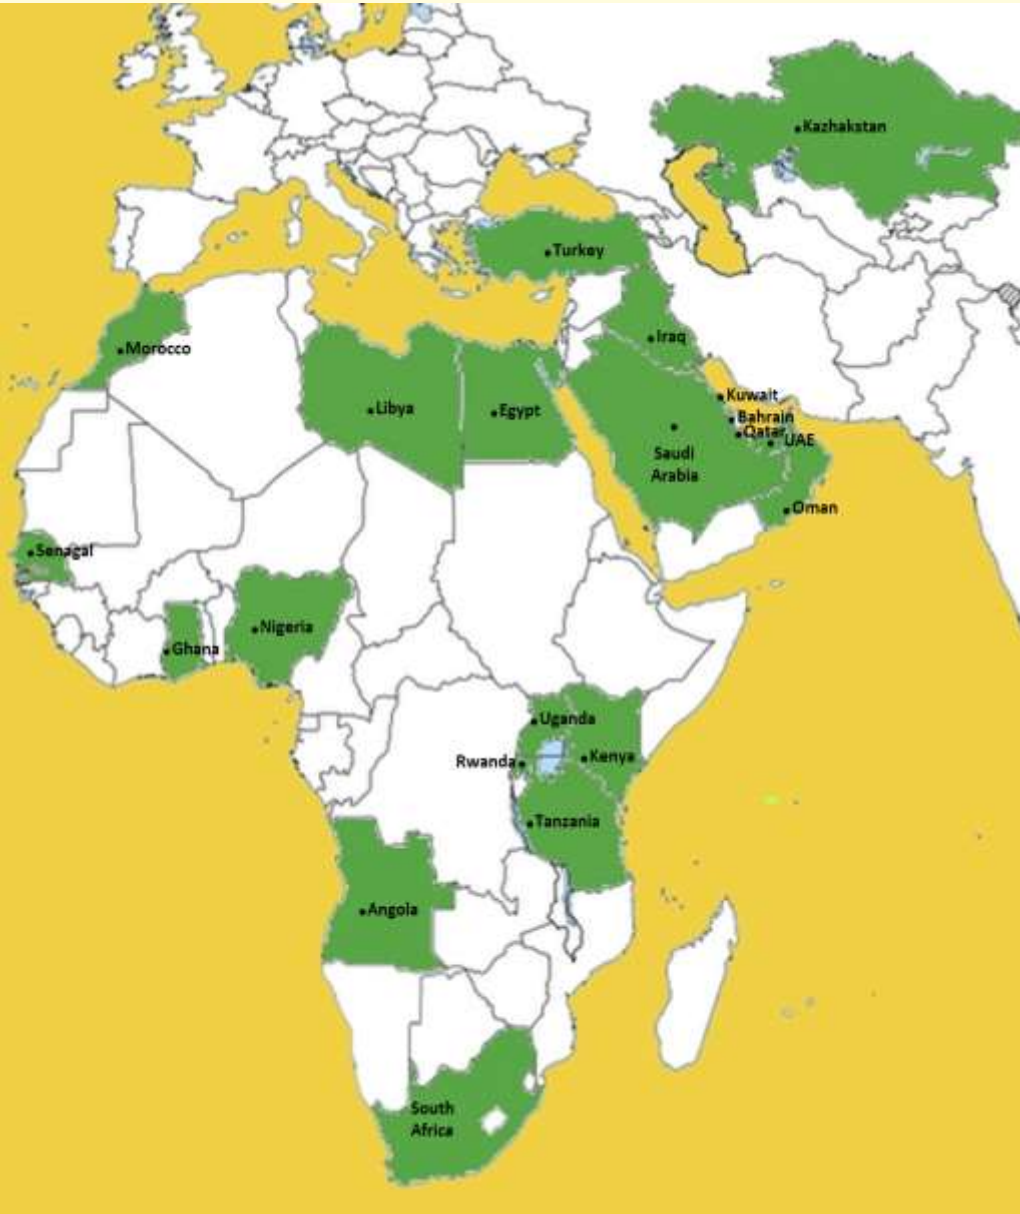 Kazhakstan
Turkey
Iraq
Morocco
Kuwait
Libya
Egypt
Bahrain
Qatar
UAE
Saudi
Arabia
Oman
Senagal
Nigeria
Ghana
Uganda
Kenya
Rwanda
Tanzania
Angola
South
Africa